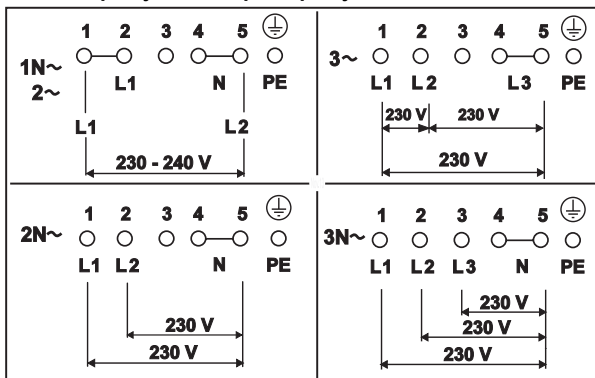 1 2 3 4 5
1N~
2~
L1 N PE
L1 L2
230 - 240 V
1 2 3 4 5
3~
L1 L2 L3 PE
230 V 230 V
230 V
1 2 3 4 5
2N~
L1 L2 N PE
230 V
230 V
1 2 3 4 5
3N~
L1 L2 L3 N PE
230 V
230 V
230 V